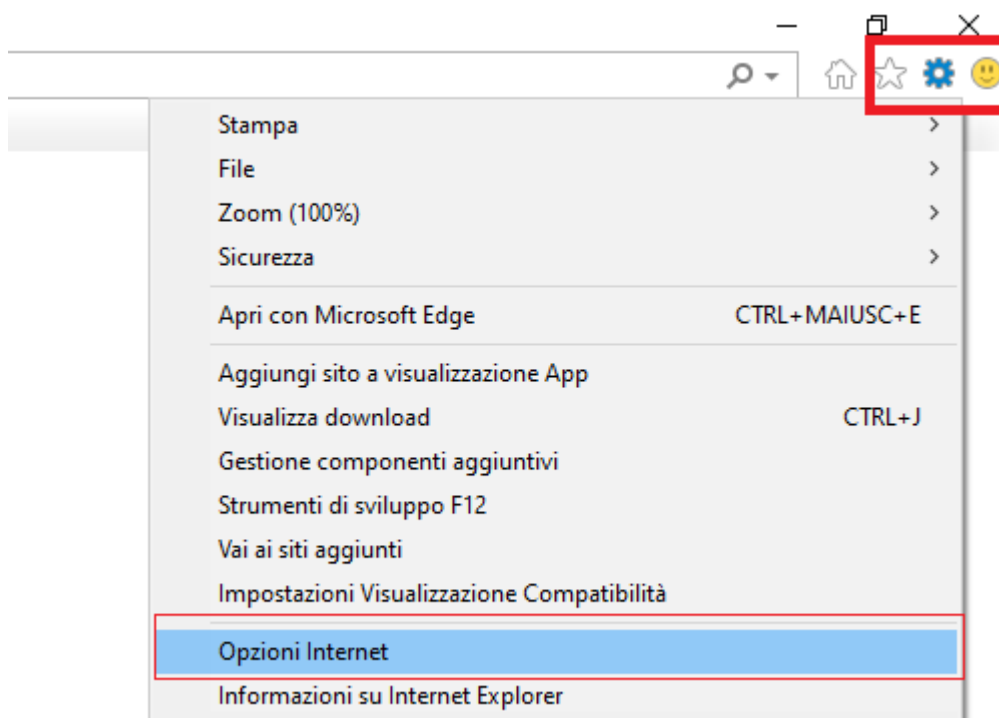 Stampa
File
Zoom (100%)
Sicurezza
Apri con Microsoft Edge CTRL+MAIUSC+E
Aggiungi sito a visualizzazione App
Visualizza download CTRL+J
Gestione componenti aggiuntivi
Strumenti di sviluppo F12
Vai ai siti aggiunti
Impostazioni Visualizzazione Compatibilità
Opzioni Internet
Informazioni su Internet Explorer